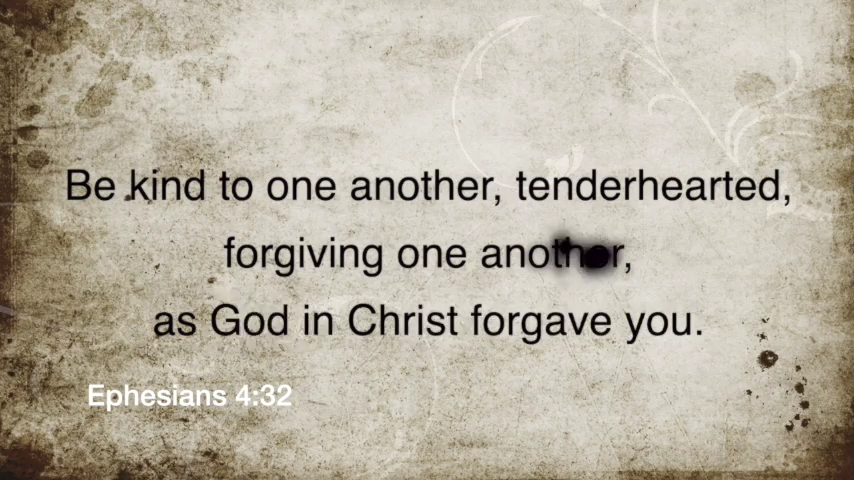 Be kind to one another, tenderhearted,
forgiving one another,
as God in Christ forgave you.
Ephesians 4:32